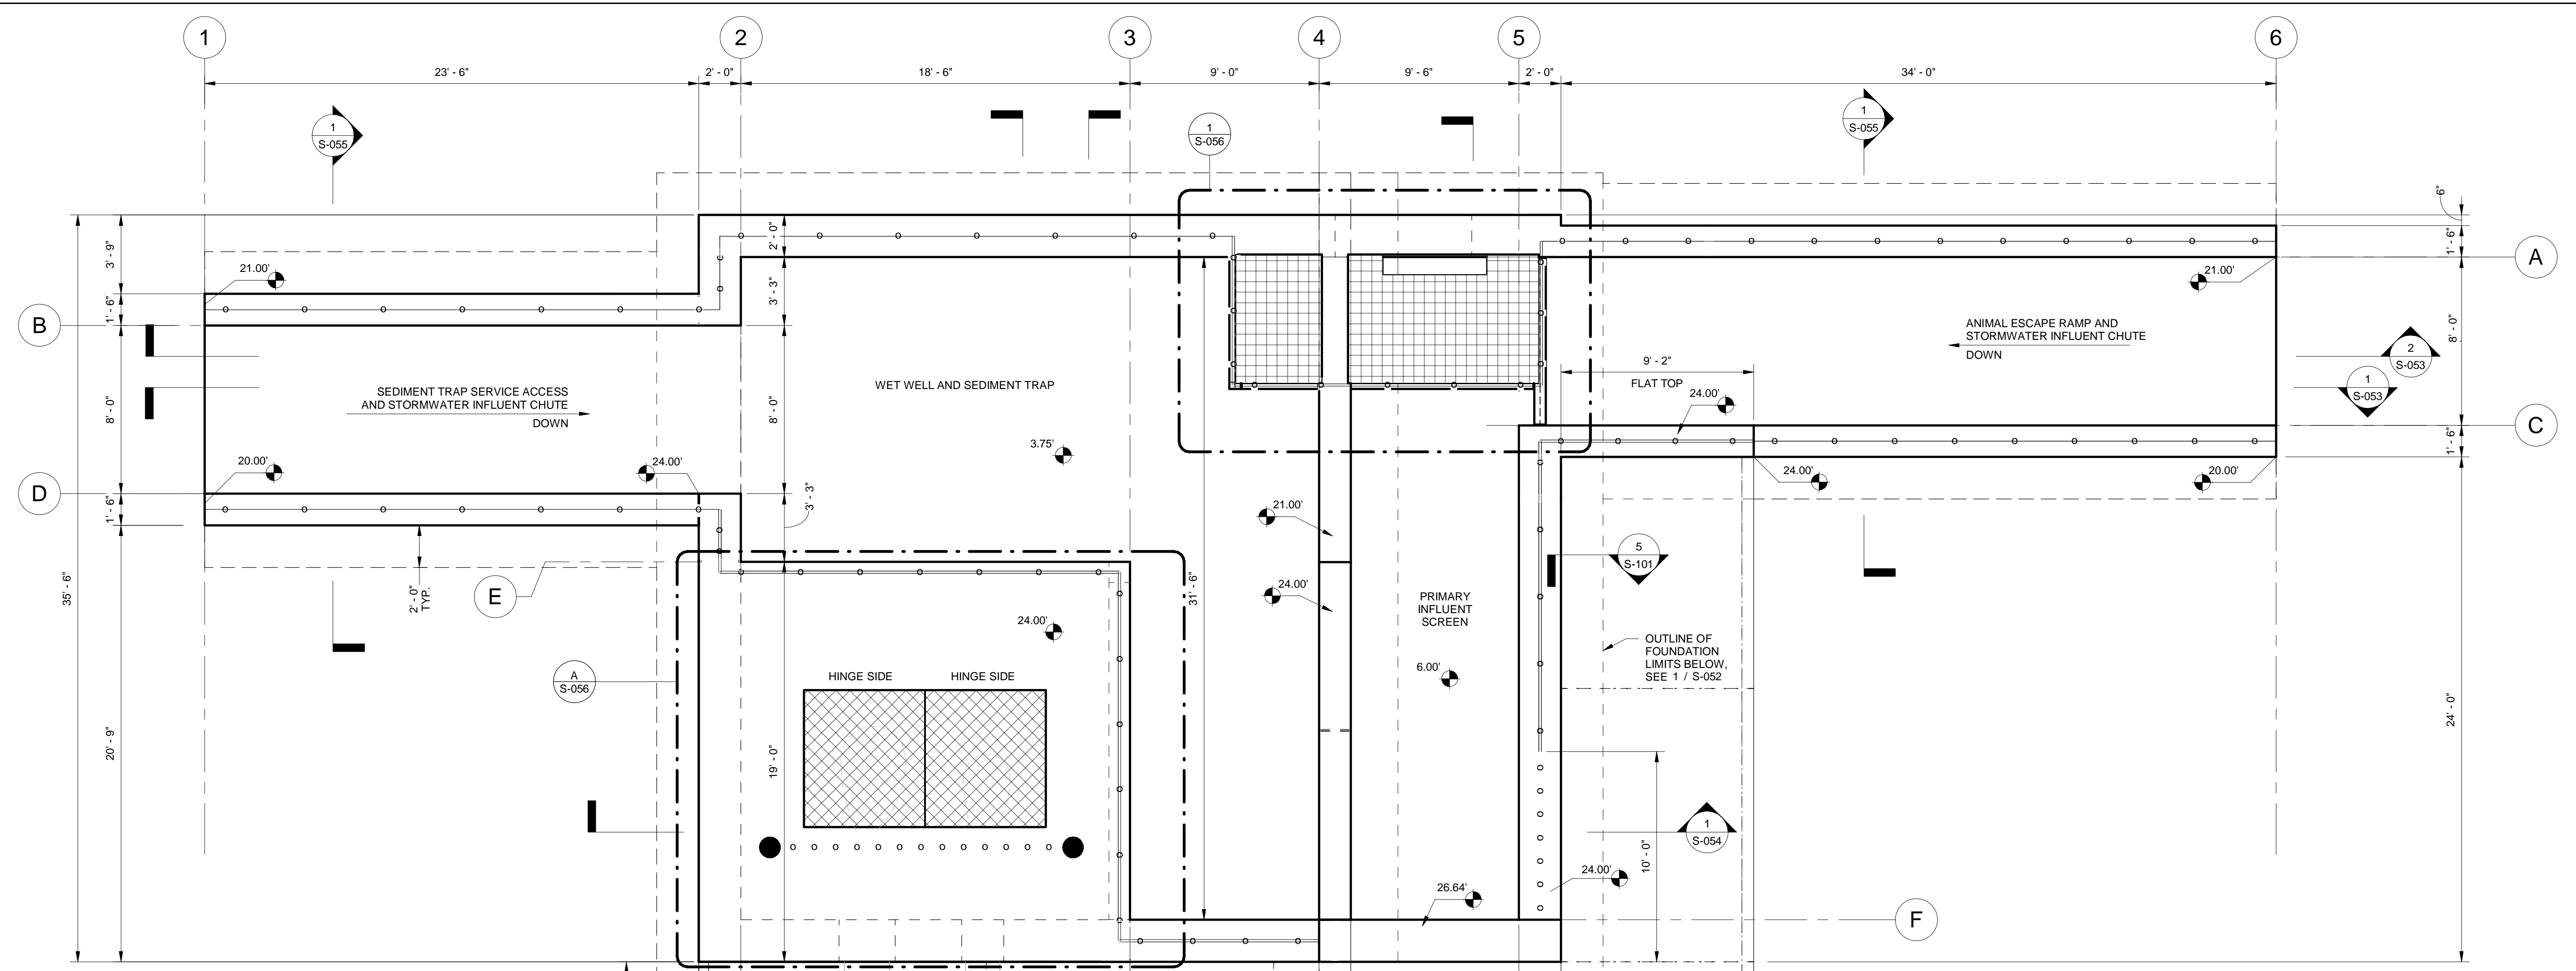 1
2
3
4
5
6
23' - 6"
2' - 0"
18' - 6"
9' - 0"
9' - 6"
2' - 0"
34' - 0"
1
S-055
1
S-056
1
S-055
6"
3' - 9"
2' - 0"
1' - 6"
A
21.00'
3' - 3"
21.00'
1' - 6"
B
ANIMAL ESCAPE RAMP AND
STORMWATER INFLUENT CHUTE
DOWN
8' - 0"
2
S-053
1
S-053
9' - 2"
FLAT TOP
24.00'
SEDIMENT TRAP SERVICE ACCESS
AND STORMWATER INFLUENT CHUTE
DOWN
8' - 0"
8' - 0"
WET WELL AND SEDIMENT TRAP
3.75'
C
1' - 6"
20.00'
24.00'
24.00'
20.00'
D
1' - 6"
3' - 3"
21.00'
5
S-101
35' - 6"
2' - 0"
TYP.
E
31' - 6"
24.00'
24.00'
PRIMARY
INFLUENT
SCREEN
OUTLINE OF
FOUNDATION
LIMITS BELOW,
SEE 1 / S-052
6.00'
A
S-056
HINGE SIDE
HINGE SIDE
20' - 9"
19' - 0"
24' - 0"
10' - 0"
1
S-054
24.00'
26.64'
F